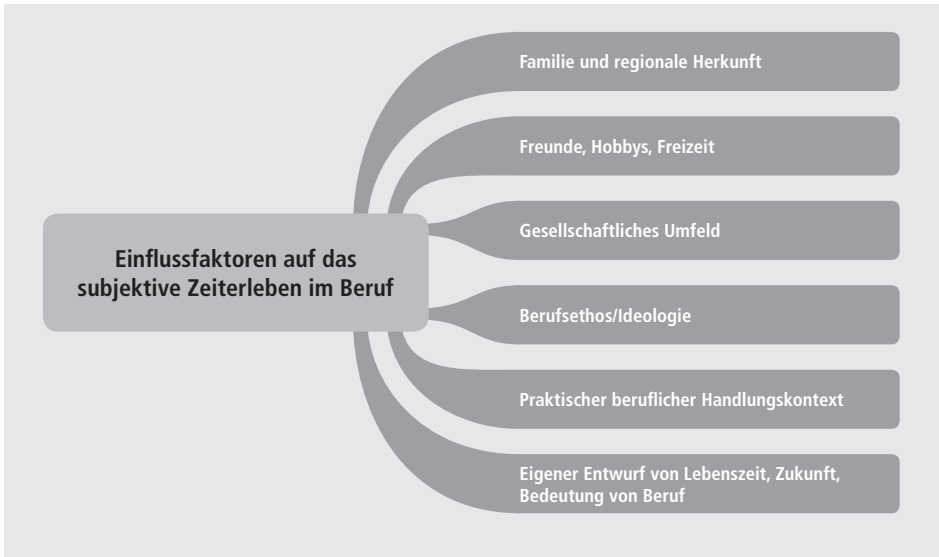 Einflussfaktoren auf das
subjektive Zeiterleben im Beruf
Familie und regionale Herkunft
Freunde, Hobbys, Freizeit
Gesellschaftliches Umfeld
Berufsethos/Ideologie
Praktischer beruflicher Handlungskontext
Eigener Entwurf von Lebenszeit, Zukunft,
Bedeutung von Beruf